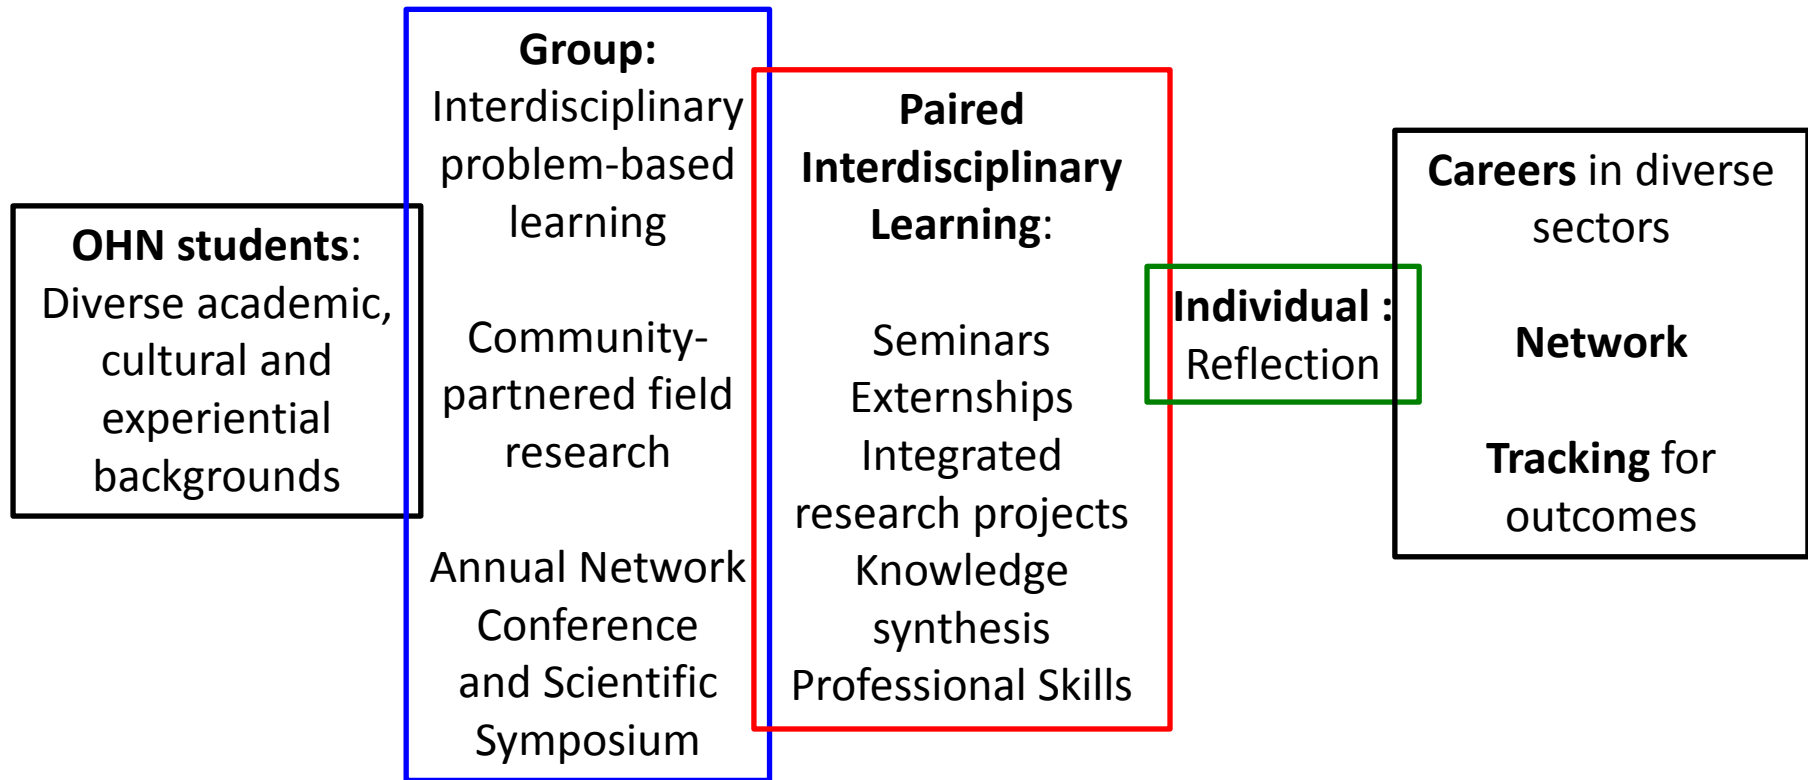 OHN students:
Diverse academic,
cultural and
experiential
backgrounds
Group:
Interdisciplinary
problem-based
learning
Community-
partnered field
research
Annual Network
Conference
and Scientific
Symposium
Paired
Interdisciplinary
Learning:
Seminars
Externships
Integrated
research projects
Knowledge
synthesis
Professional Skills
Individual :
Reflection
Careers in diverse
sectors
Network
Tracking for
outcomes